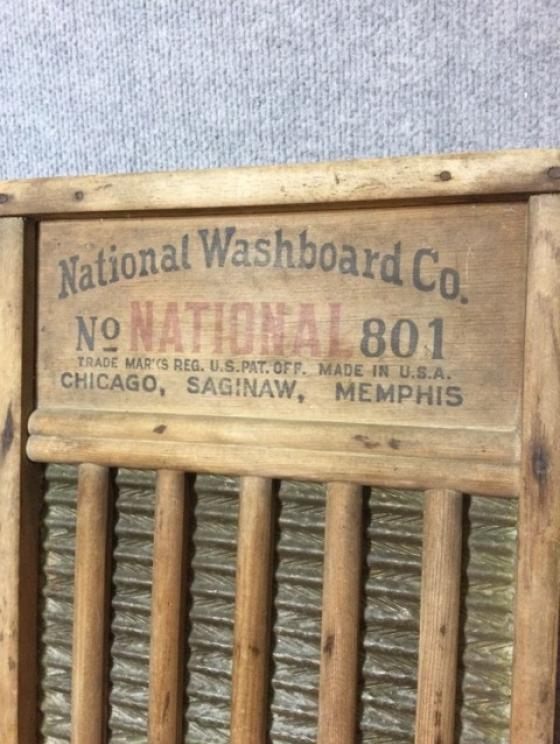 National Washboard Co.
No NATIONAL 801
TRADE MARKS REG. U.S. PAT. OFF. MADE IN U.S.A.
CHICAGO, SAGINAW, MEMPHIS